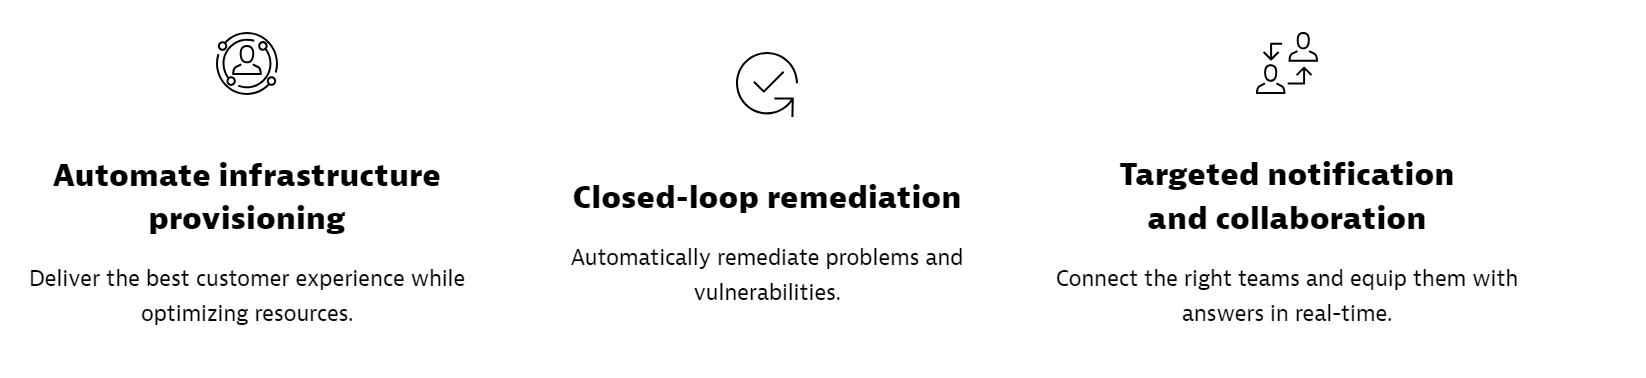 Automate infrastructure
provisioning
Deliver the best customer experience while
optimizing resources.
Closed-loop remediation
Automatically remediate problems and
vulnerabilities.
Targeted notification
and collaboration
Connect the right teams and equip them with
answers in real-time.